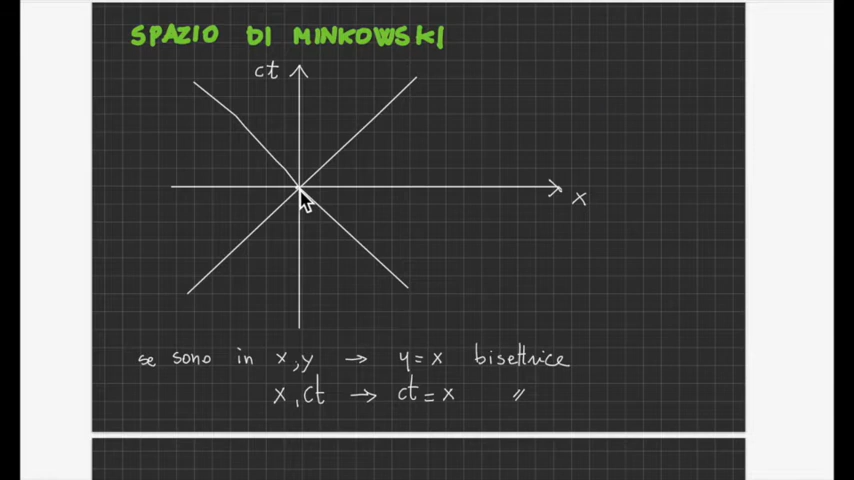 SPAZIO DI MINKOWSKI
ct
x
se sono in x,y → y=x bisettrice
x,ct → ct=x "